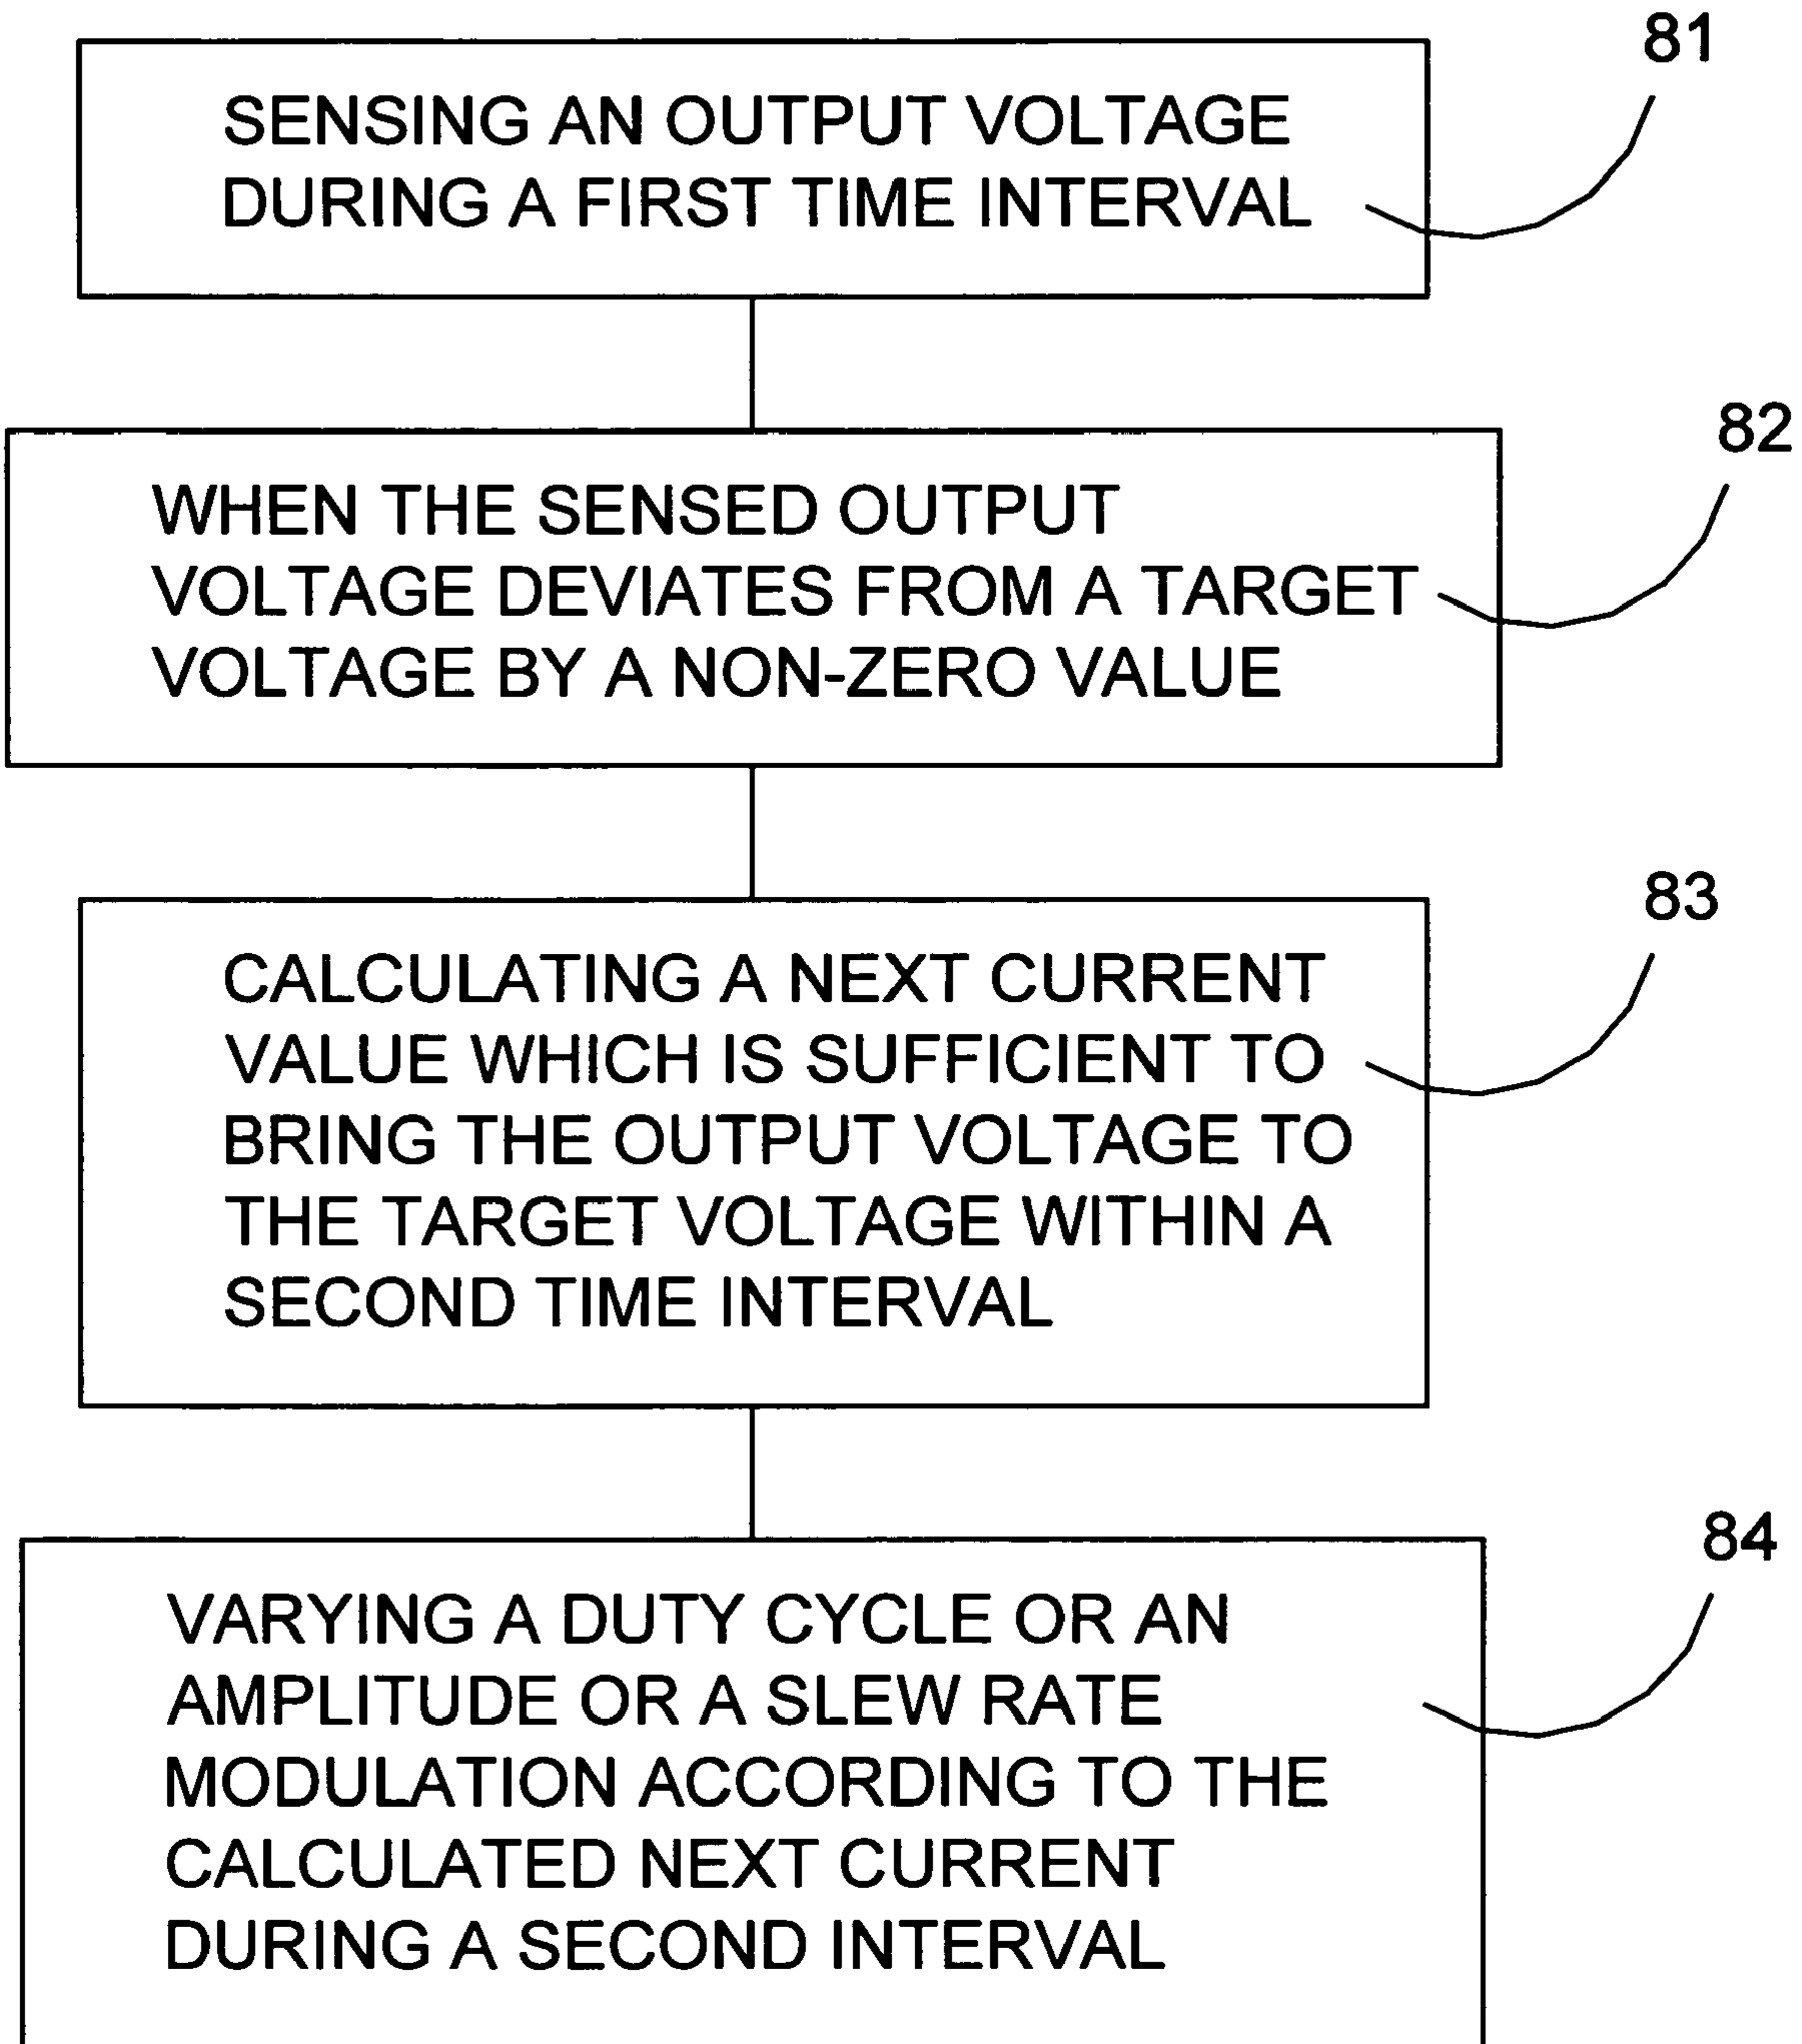 81
SENSING AN OUTPUT VOLTAGE
DURING A FIRST TIME INTERVAL
82
WHEN THE SENSED OUTPUT
VOLTAGE DEVIATES FROM A TARGET
VOLTAGE BY A NON-ZERO VALUE
83
CALCULATING A NEXT CURRENT
VALUE WHICH IS SUFFICIENT TO
BRING THE OUTPUT VOLTAGE TO
THE TARGET VOLTAGE WITHIN A
SECOND TIME INTERVAL
84
VARYING A DUTY CYCLE OR AN
AMPLITUDE OR A SLEW RATE
MODULATION ACCORDING TO THE
CALCULATED NEXT CURRENT
DURING A SECOND INTERVAL